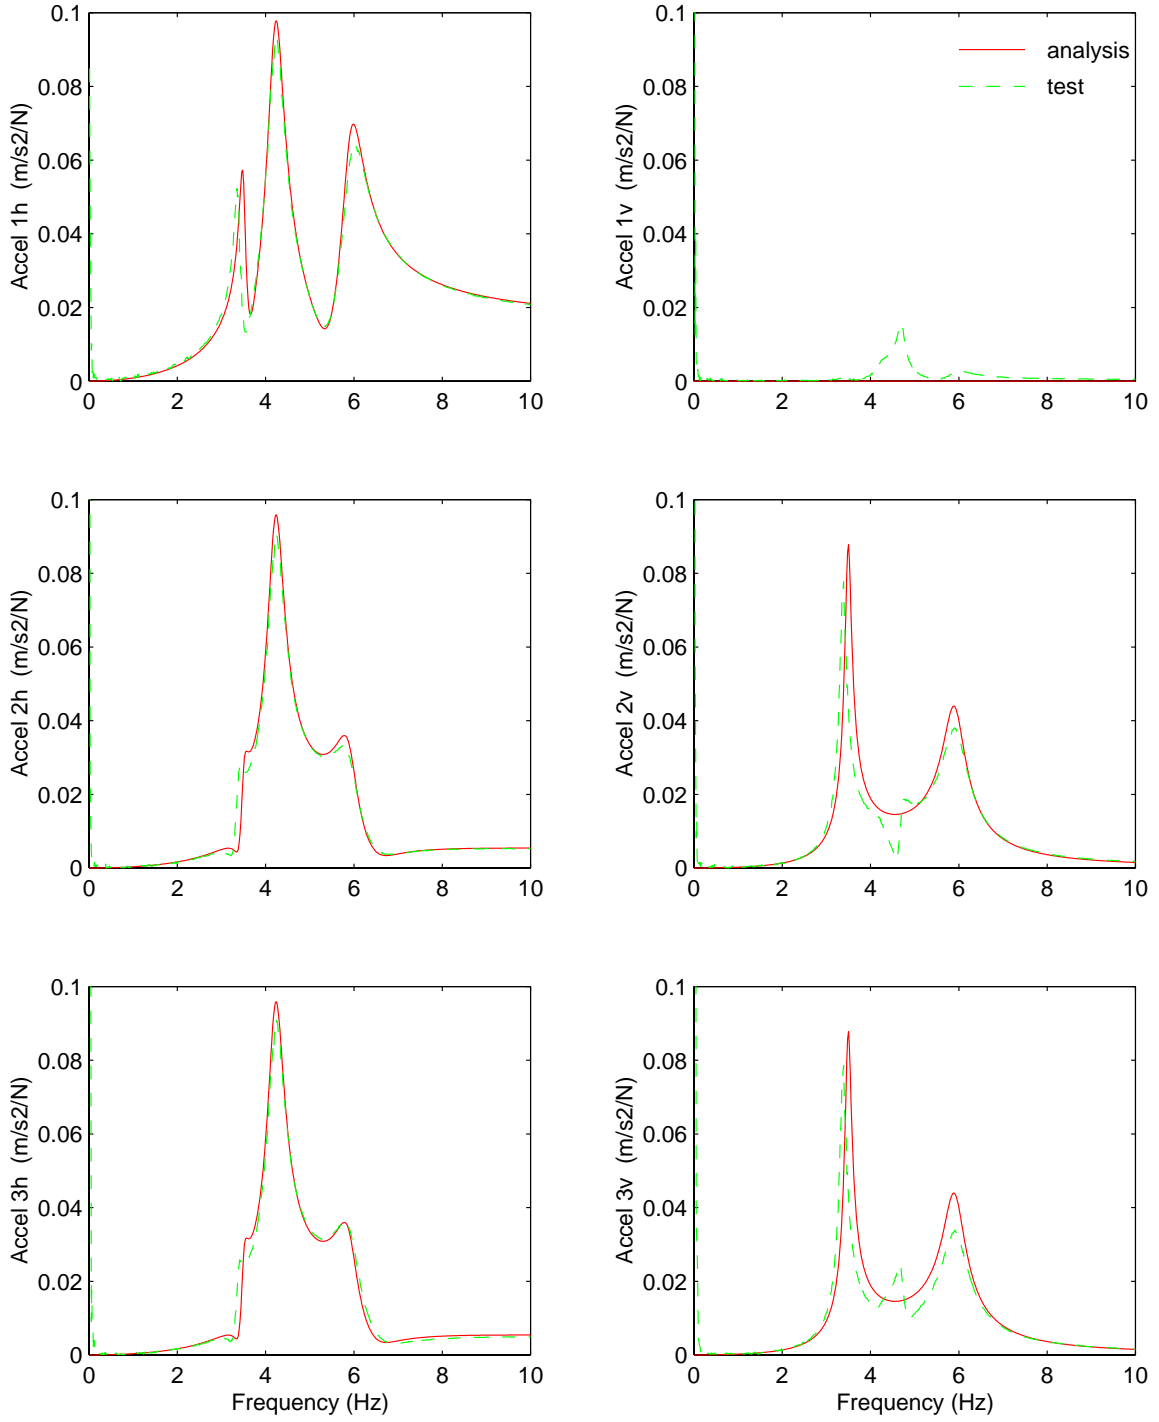 0.1
0.08
0.06
0.04
0.02
0
0 2 4 6 8 10
Accel 1h (m/s2/N)
0.1
0.08
0.06
0.04
0.02
0
0 2 4 6 8 10
Accel 1v (m/s2/N)
analysis
test
0.1
0.08
0.06
0.04
0.02
0
0 2 4 6 8 10
Accel 2h (m/s2/N)
0.1
0.08
0.06
0.04
0.02
0
0 2 4 6 8 10
Accel 2v (m/s2/N)
0.1
0.08
0.06
0.04
0.02
0
0 2 4 6 8 10
Accel 3h (m/s2/N)
Frequency (Hz)
0.1
0.08
0.06
0.04
0.02
0
0 2 4 6 8 10
Accel 3v (m/s2/N)
Frequency (Hz)